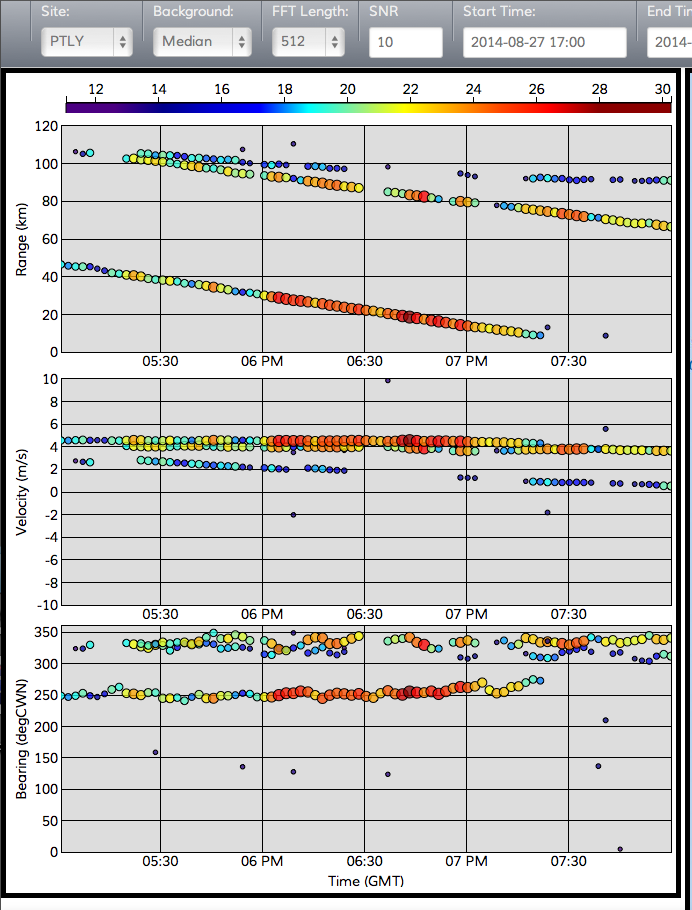 Site: Background: FFT Length: SNR Start Time: End Tim
PTLY Median 512 10 2014-08-27 17:00 2014-
12 14 16 18 20 22 24 26 28 30
120
100
80
60
40
20
0
Range (km)
05:30 06 PM 06:30 07 PM 07:30
10
8
6
4
2
0
-2
-4
-6
-8
-10
Velocity (m/s)
05:30 06 PM 06:30 07 PM 07:30
350
300
250
200
150
100
50
0
Bearing (degCWN)
05:30 06 PM 06:30 07 PM 07:30
Time (GMT)